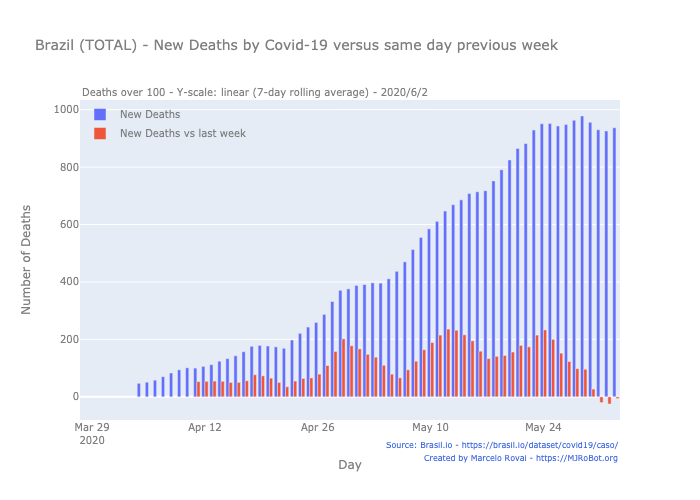 Brazil (TOTAL) - New Deaths by Covid-19 versus same day previous week
Deaths over 100 - Y-scale: linear (7-day rolling average) - 2020/6/2
New Deaths
New Deaths vs last week
Number of Deaths
1000
800
600
400
200
0
Mar 29 Apr 12 Apr 26 May 10 May 24
2020
Source: Brasil.io - https://brasil.io/dataset/covid19/caso/
Created by Marcelo Rovai - https://MJRoBot.org
Day